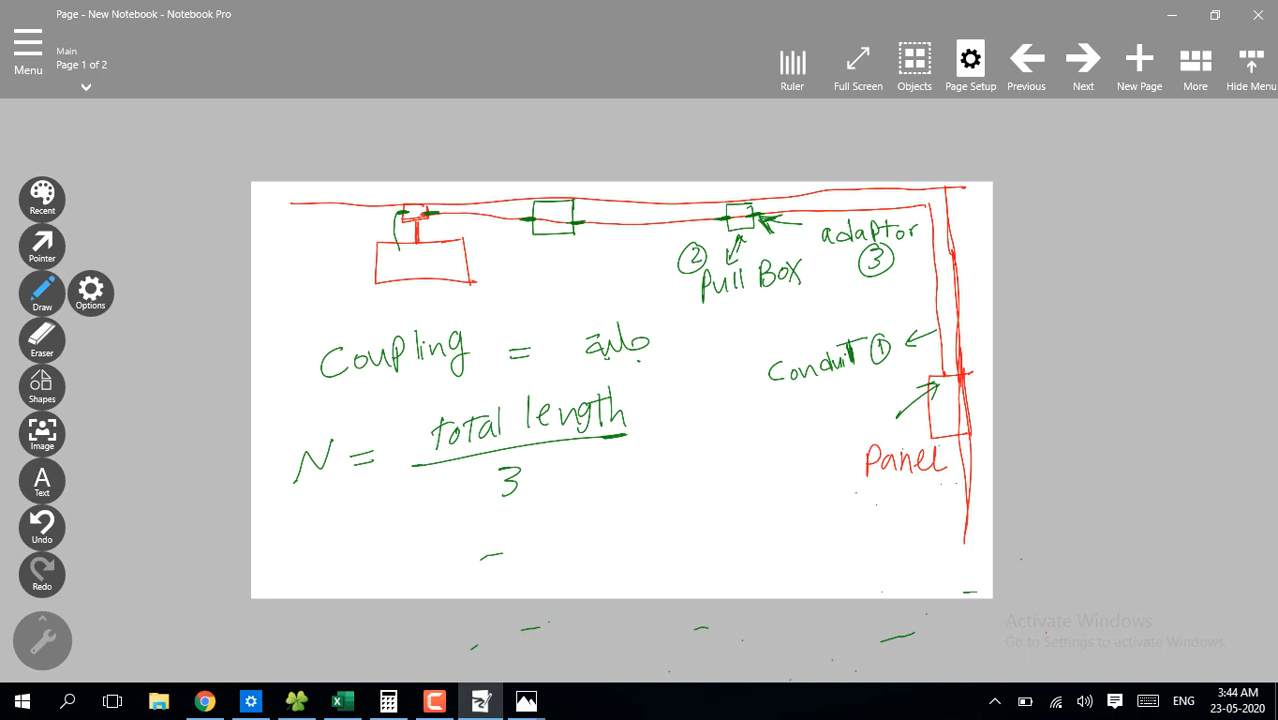 Page - New Notebook - Notebook Pro
Menu
Main
Page 1 of 2
Ruler
Full Screen
Objects
Page Setup
Previous
Next
New Page
More
Hide Menu
Recent
Pointer
Draw
Options
Eraser
Shapes
Image
Text
Undo
Redo
adaptor
3
2
Pull Box
Coupling = جلبة
Conduit 1
N = total length
3
Panel
Activate Windows
Go to Settings to activate Windows.
ENG
3:44 AM
23-05-2020